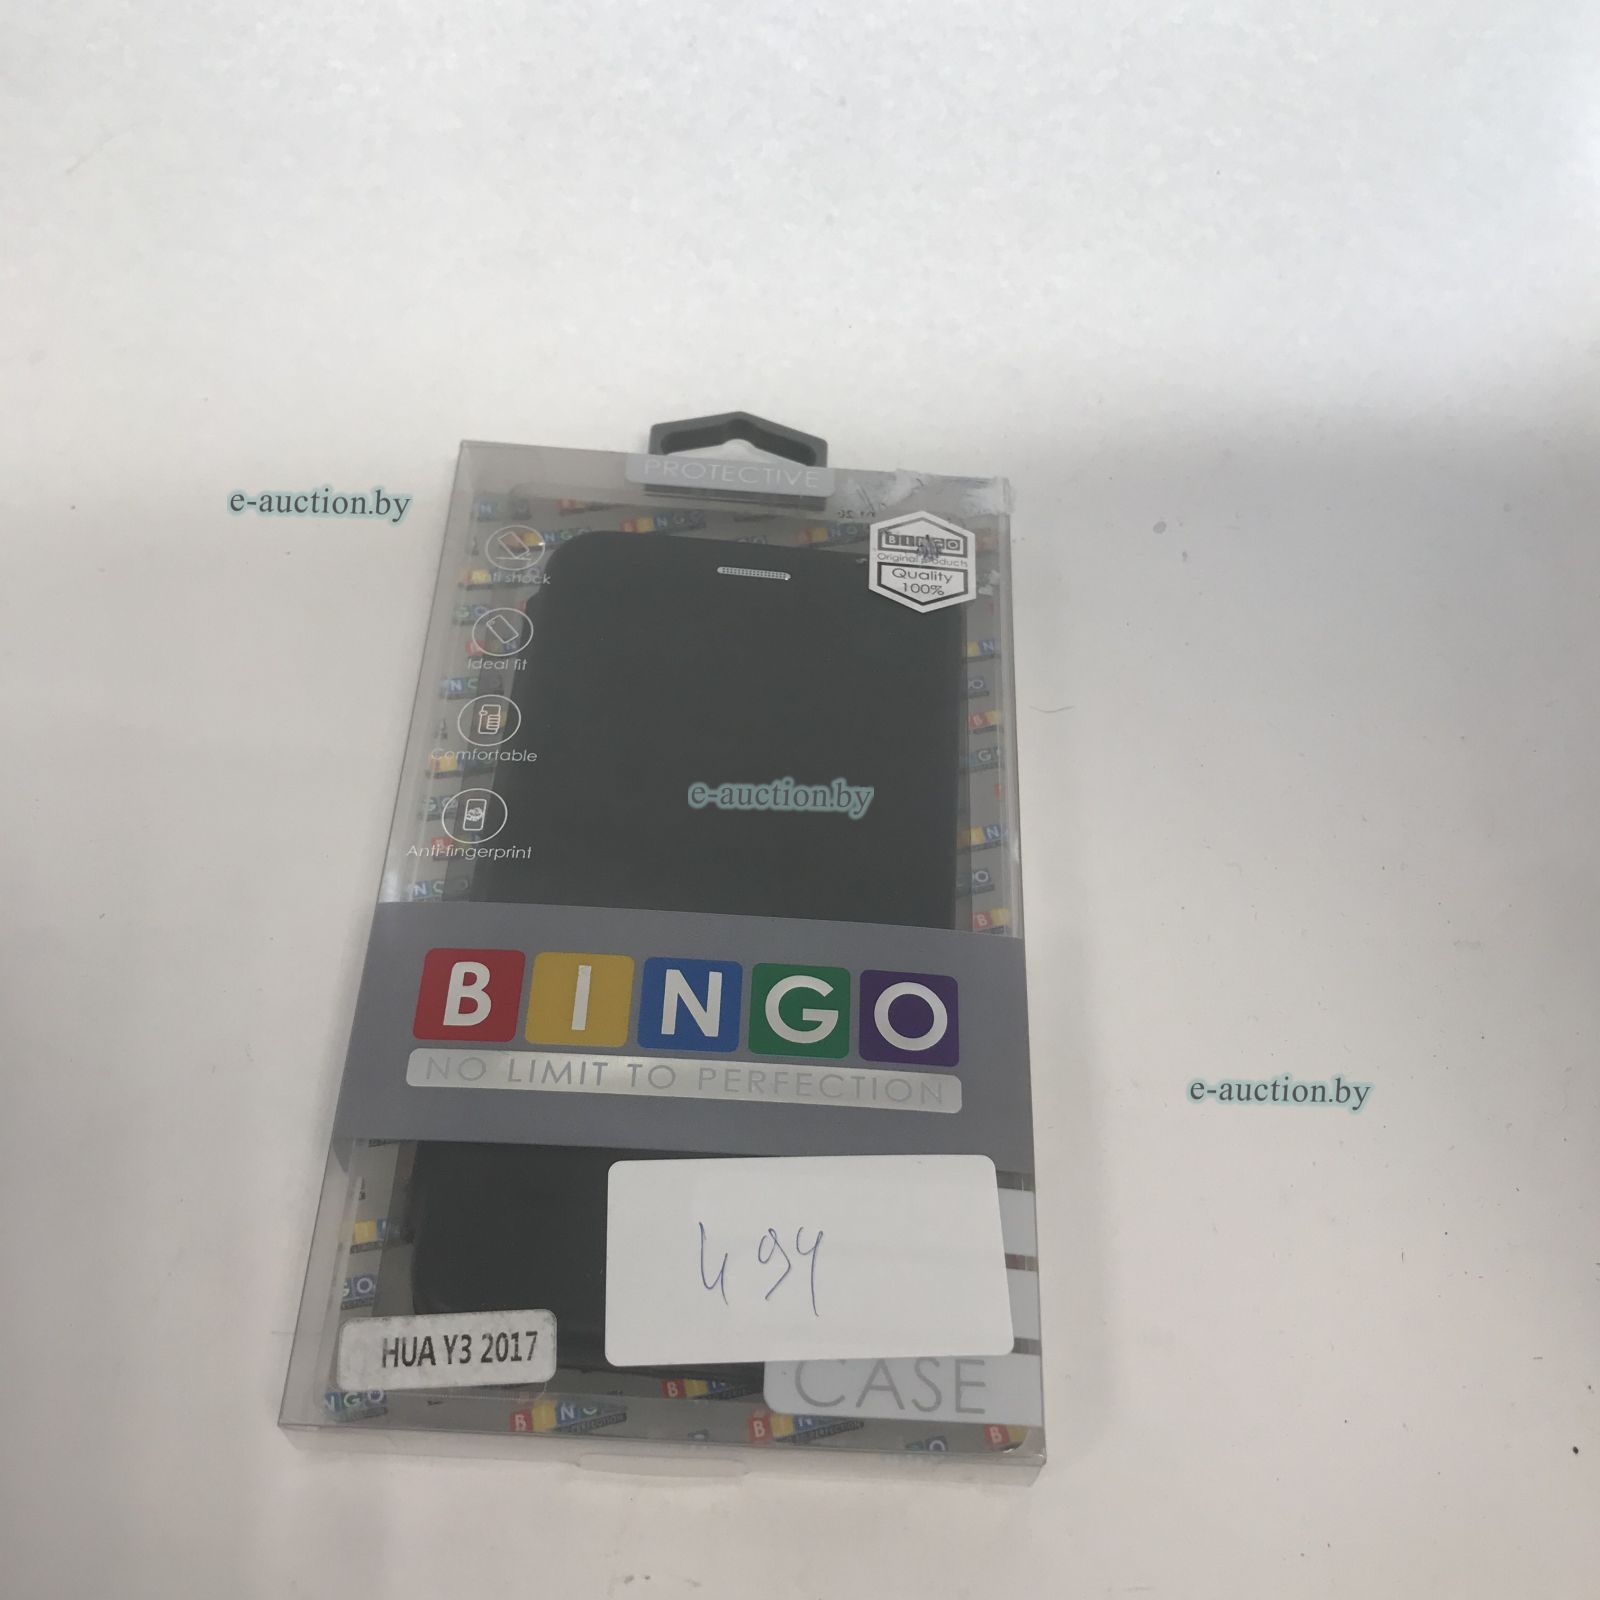 PROTECTIVE
BINGO
Original products
Quality
100%
Anti shock
Ideal fit
Comfortable
Anti-fingerprint
e-auction.by
e-auction.by
BINGO
NO LIMIT TO PERFECTION
e-auction.by
494
HUA Y3 2017
CASE